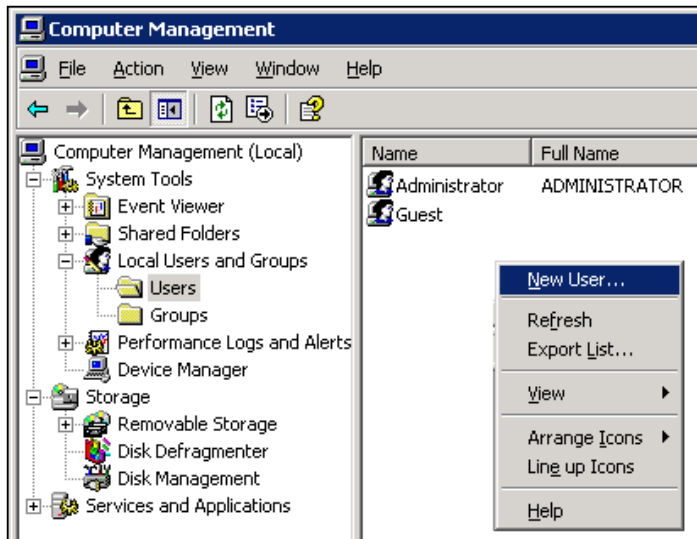 Computer Management
File Action View Window Help
Computer Management (Local)
System Tools
Event Viewer
Shared Folders
Local Users and Groups
Users
Groups
Performance Logs and Alerts
Device Manager
Storage
Removable Storage
Disk Defragmenter
Disk Management
Services and Applications
Name Full Name
Administrator ADMINISTRATOR
Guest
New User...
Refresh
Export List...
View
Arrange Icons
Line up Icons
Help